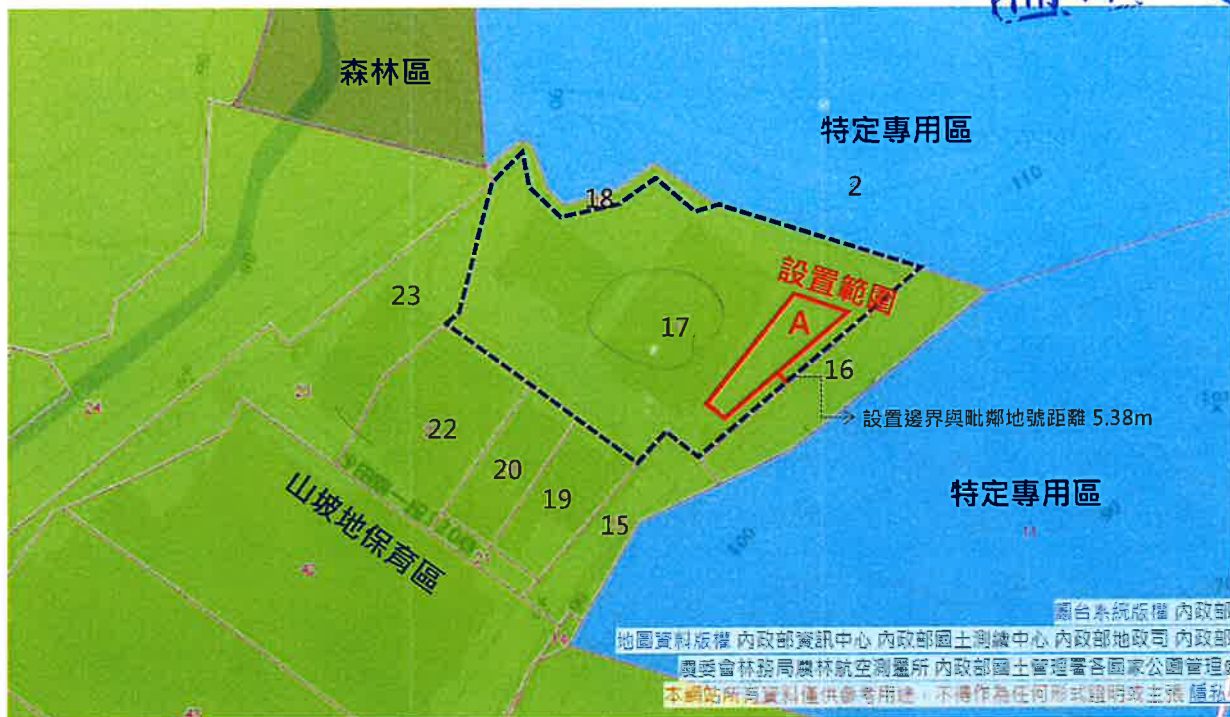 森林區
特定專用區
2
110
90
18
設置範圍
A
23
17
16
設置邊界與毗鄰地號距離 5.38m
24
22
20
19
15
100
特定專用區
山坡地保育區
圖台系統版權 內政部
地圖資料版權 內政部資訊中心 內政部國土測繪中心 內政部地政司 內政部
農委會林務局農林航空測量所 內政部國土管理署各國家公園管理處
本網站所有資料僅供參考用途，不得作為任何形式證明或主張 隱私